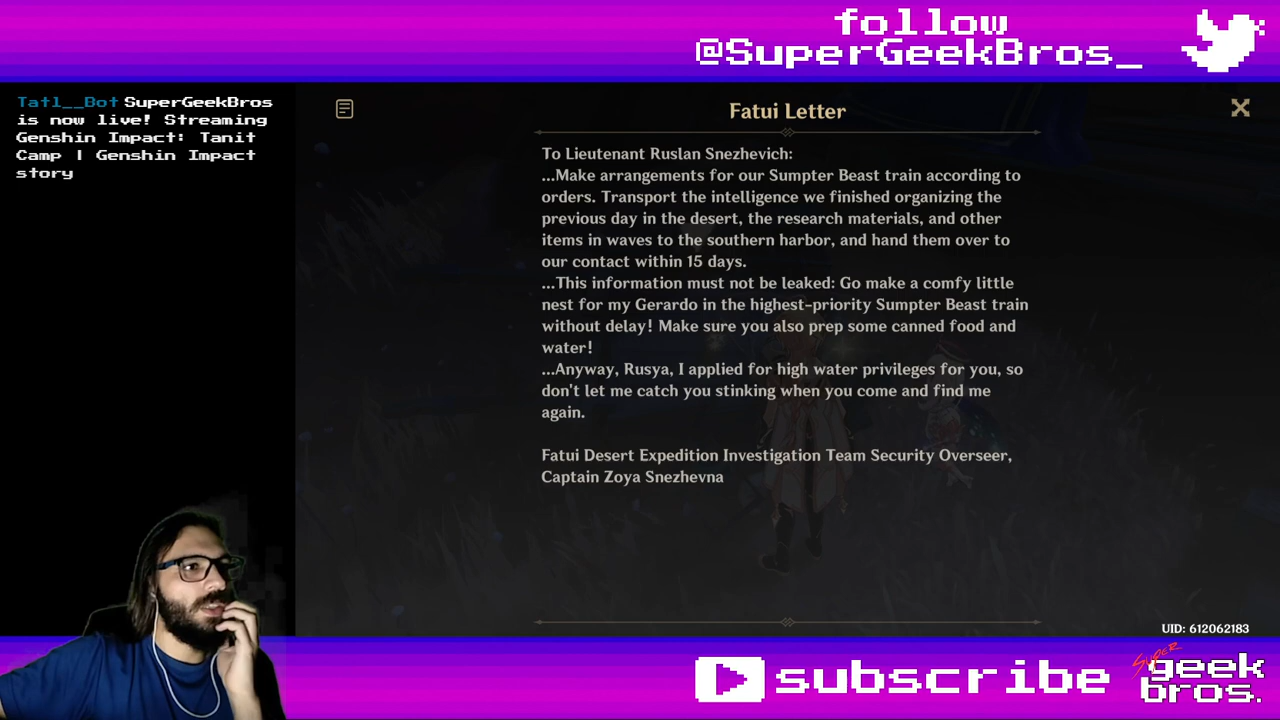 follow
@SuperGeekBros_
Tatl__Bot SuperGeekBros
is now live! Streaming
Genshin Impact: Tanit
Camp | Genshin Impact
story
Fatui Letter
To Lieutenant Ruslan Snezhevich:
...Make arrangements for our Sumpter Beast train according to
orders. Transport the intelligence we finished organizing the
previous day in the desert, the research materials, and other
items in waves to the southern harbor, and hand them over to
our contact within 15 days.
...This information must not be leaked: Go make a comfy little
nest for my Gerardo in the highest-priority Sumpter Beast train
without delay! Make sure you also prep some canned food and
water!
...Anyway, Rusya, I applied for high water privileges for you, so
don't let me catch you stinking when you come and find me
again.
Fatui Desert Expedition Investigation Team Security Overseer,
Captain Zoya Snezhevna
UID: 612062183
subscribe
SUPER
geek
bros.